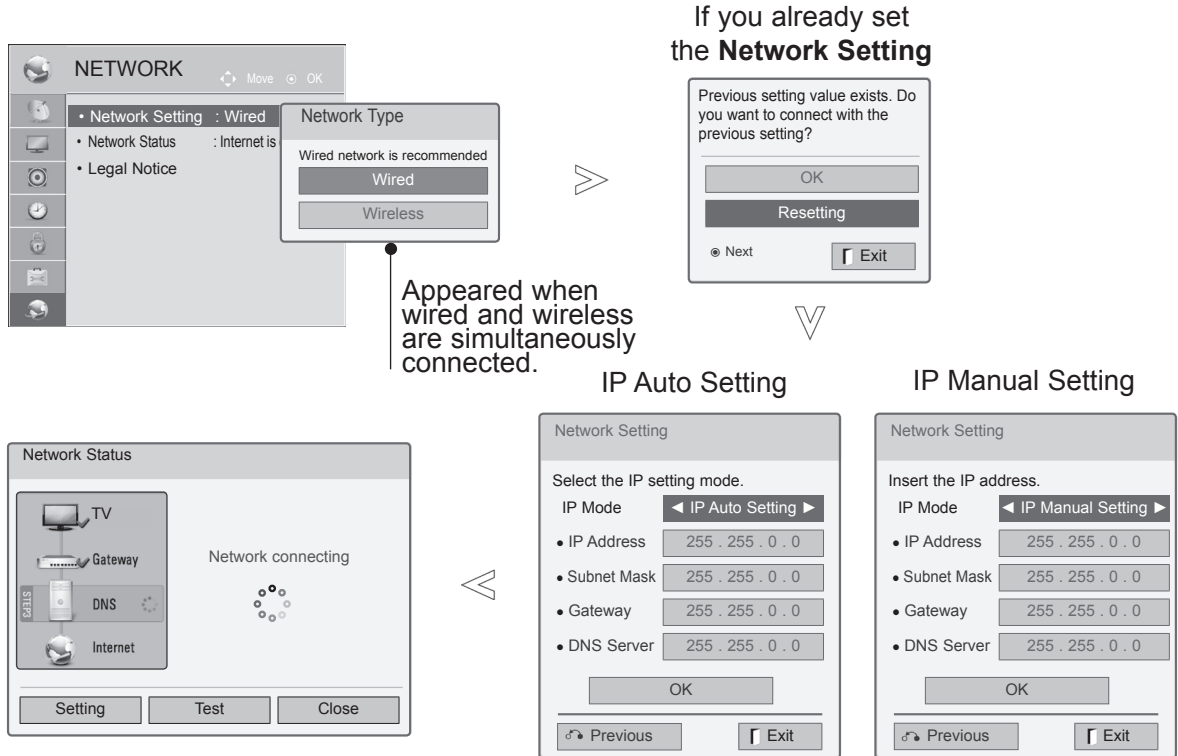 If you already set
the Network Setting
NETWORK
Move ⊙ OK
• Network Setting : Wired
• Network Status : Internet is
• Legal Notice
Network Type
Wired network is recommended
Wired
Wireless
Appeared when
wired and wireless
are simultaneously
connected.
Previous setting value exists. Do
you want to connect with the
previous setting?
OK
Resetting
⊙ Next
Exit
IP Auto Setting
Network Setting
Select the IP setting mode.
IP Mode ◄ IP Auto Setting ►
• IP Address 255 . 255 . 0 . 0
• Subnet Mask 255 . 255 . 0 . 0
• Gateway 255 . 255 . 0 . 0
• DNS Server 255 . 255 . 0 . 0
OK
Previous
Exit
IP Manual Setting
Network Setting
Insert the IP address.
IP Mode ◄ IP Manual Setting ►
• IP Address 255 . 255 . 0 . 0
• Subnet Mask 255 . 255 . 0 . 0
• Gateway 255 . 255 . 0 . 0
• DNS Server 255 . 255 . 0 . 0
OK
Previous
Exit
Network Status
TV
Gateway
STEP3
DNS
Internet
Network connecting
Setting
Test
Close